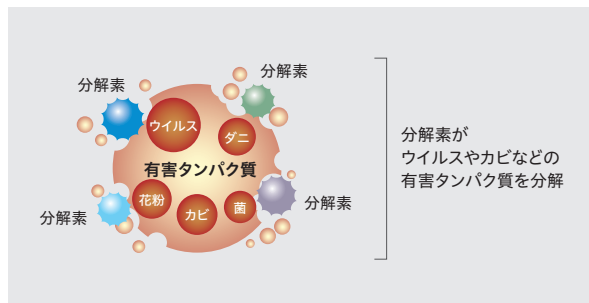 分解素
分解素
ウイルス
ダニ
有害タンパク質
花粉
カビ
菌
分解素
分解素
分解素が
ウイルスやカビなどの
有害タンパク質を分解